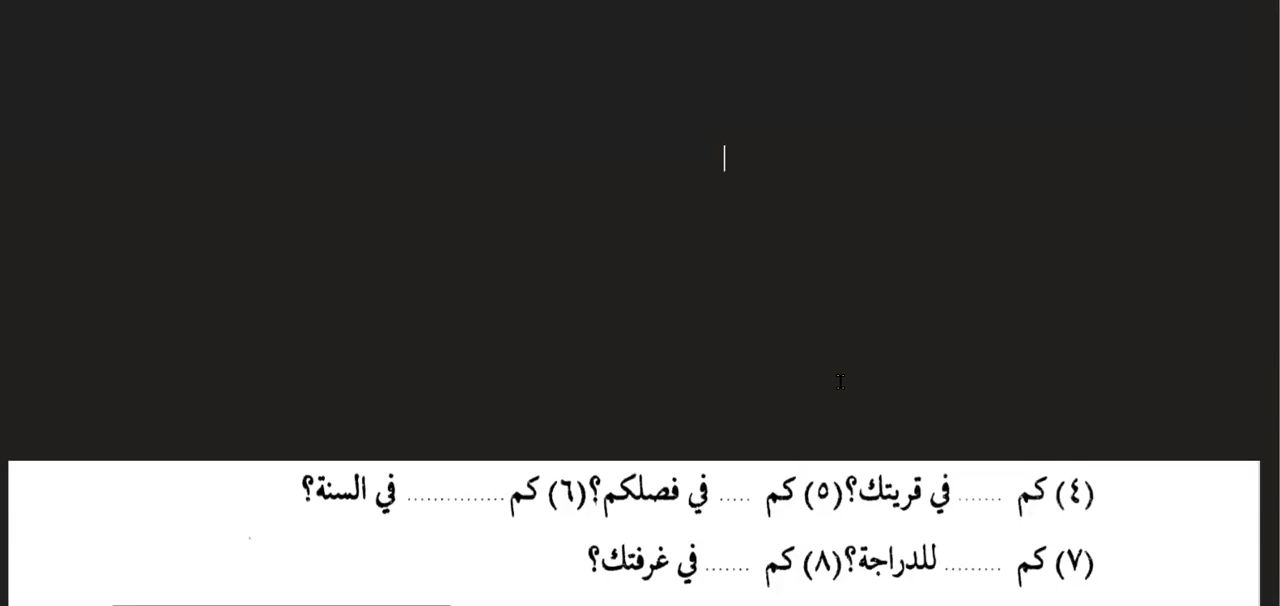 (٤) كم ....... في قريتك؟ (٥) كم ..... في فصلكم؟ (٦) كم ............... في السنة؟
(٧) كم ......... للدراجة؟ (٨) كم ....... في غرفتك؟